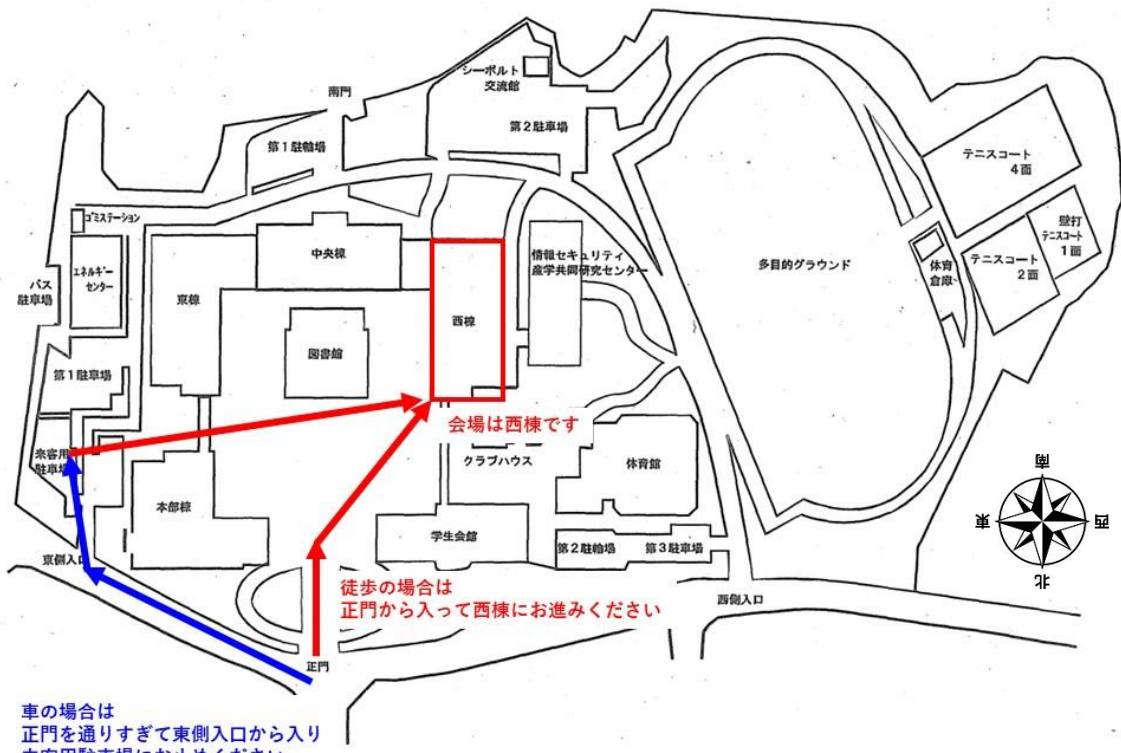 シーボルト
交流館
南門
第2駐車場
第1駐輪場
テニスコート
4面
ゴミステーション
壁打
テニスコート
1面
中央棟
情報セキュリティ
産学共同研究センター
エネルギー
センター
バス
駐車場
東棟
西棟
多目的グラウンド
体育
倉庫
テニスコート
2面
図書館
第1駐車場
会場は西棟です
来客用
駐車場
クラブハウス
体育館
南
東
西
北
本部棟
学生会館
第2駐輪場
第3駐車場
東側入口
徒歩の場合は
正門から入って西棟にお進みください
西側入口
正門
車の場合は
正門を通りすぎて東側入口から入り